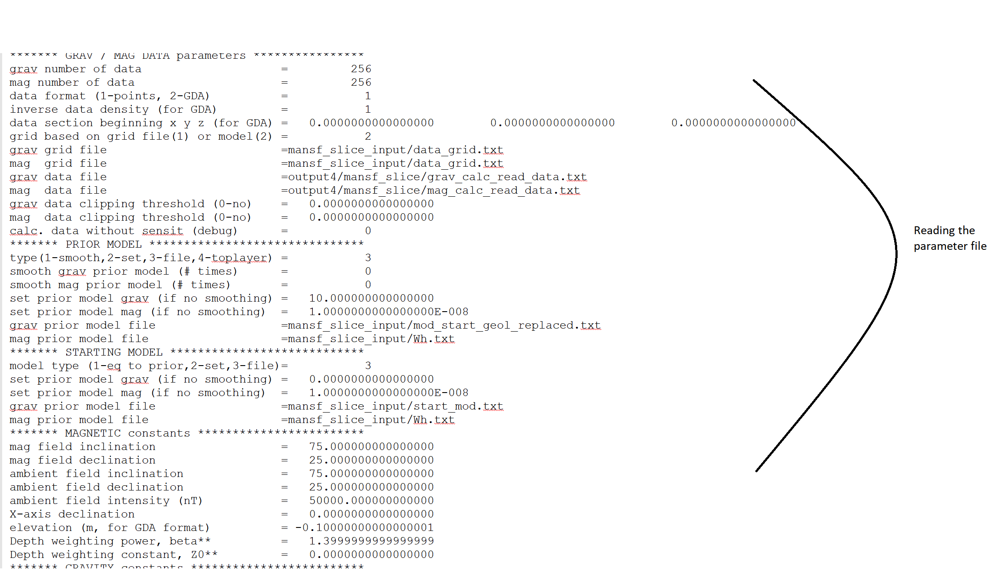 ******* GRAV / MAG DATA parameters ****************
grav number of data                    =         256
mag number of data                     =         256
data format (1-points, 2-GDA)          =           1
inverse data density (for GDA)         =           1
data section beginning x y z (for GDA) =   0.0000000000000000        0.0000000000000000        0.0000000000000000
grid based on grid file(1) or model(2) =           2
grav grid file                         =mansf_slice_input/data_grid.txt
mag  grid file                         =mansf_slice_input/data_grid.txt
grav data file                         =output4/mansf_slice/grav_calc_read_data.txt
mag  data file                         =output4/mansf_slice/mag_calc_read_data.txt
grav data clipping threshold (0-no)    =   0.0000000000000000
mag  data clipping threshold (0-no)    =   0.0000000000000000
calc. data without sensit (debug)      =           0
******* PRIOR MODEL *******************************
type(1-smooth,2-set,3-file,4-toplayer) =           3
smooth grav prior model (# times)      =           0
smooth mag prior model (# times)       =           0
set prior model grav (if no smoothing) =   10.000000000000000
set prior model mag (if no smoothing)  =   1.0000000000000000E-008
grav prior model file                  =mansf_slice_input/mod_start_geol_replaced.txt
mag prior model file                   =mansf_slice_input/Wh.txt
******* STARTING MODEL ****************************
model type (1-eq to prior,2-set,3-file)=           3
set prior model grav (if no smoothing) =   0.0000000000000000
set prior model mag (if no smoothing)  =   1.0000000000000000E-008
grav prior model file                  =mansf_slice_input/start_mod.txt
mag prior model file                   =mansf_slice_input/Wh.txt
******* MAGNETIC constants ************************
mag field inclination                  =   75.000000000000000
mag field declination                  =   25.000000000000000
ambient field inclination              =   75.000000000000000
ambient field declination              =   25.000000000000000
ambient field intensity (nT)           =   50000.000000000000
X-axis declination                     =   0.0000000000000000
elevation (m, for GDA format)          = -0.10000000000000001
Depth weighting power, beta**          =   1.3999999999999999
Depth weighting constant, Z0**         =   0.0000000000000000
******* GRAVITY constants *************************
Reading the
parameter file